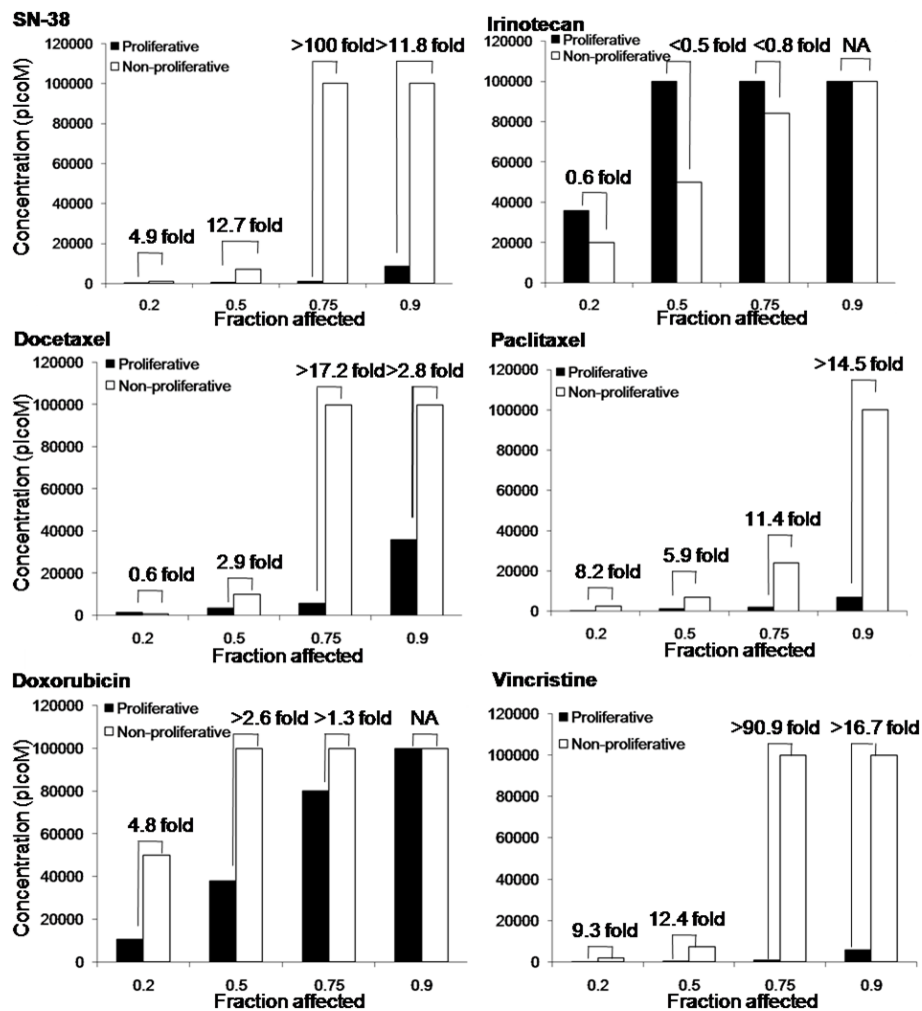 SN-38
120000
Proliferative
Non-proliferative
>100 fold >11.8 fold
100000
80000
60000
40000
20000
0
4.9 fold
12.7 fold
Concentration (picoM)
0.2 0.5 0.75 0.9
Fraction affected
Irinotecan
120000
Proliferative
Non-proliferative
<0.5 fold <0.8 fold NA
100000
80000
60000
40000
20000
0
0.6 fold
0.2 0.5 0.75 0.9
Fraction affected
Docetaxel
120000
Proliferative
Non-proliferative
>17.2 fold >2.8 fold
100000
80000
60000
40000
20000
0
0.6 fold
2.9 fold
0.2 0.5 0.75 0.9
Fraction affected
Paclitaxel
120000
Proliferative
Non-proliferative
>14.5 fold
100000
80000
60000
40000
20000
0
8.2 fold
5.9 fold
11.4 fold
0.2 0.5 0.75 0.9
Fraction affected
Doxorubicin
120000
Proliferative
Non-proliferative
>2.6 fold >1.3 fold NA
100000
80000
60000
40000
20000
0
4.8 fold
Concentration (picoM)
0.2 0.5 0.75 0.9
Fraction affected
Vincristine
120000
Proliferative
Non-proliferative
>90.9 fold >16.7 fold
100000
80000
60000
40000
20000
0
9.3 fold
12.4 fold
0.2 0.5 0.75 0.9
Fraction affected